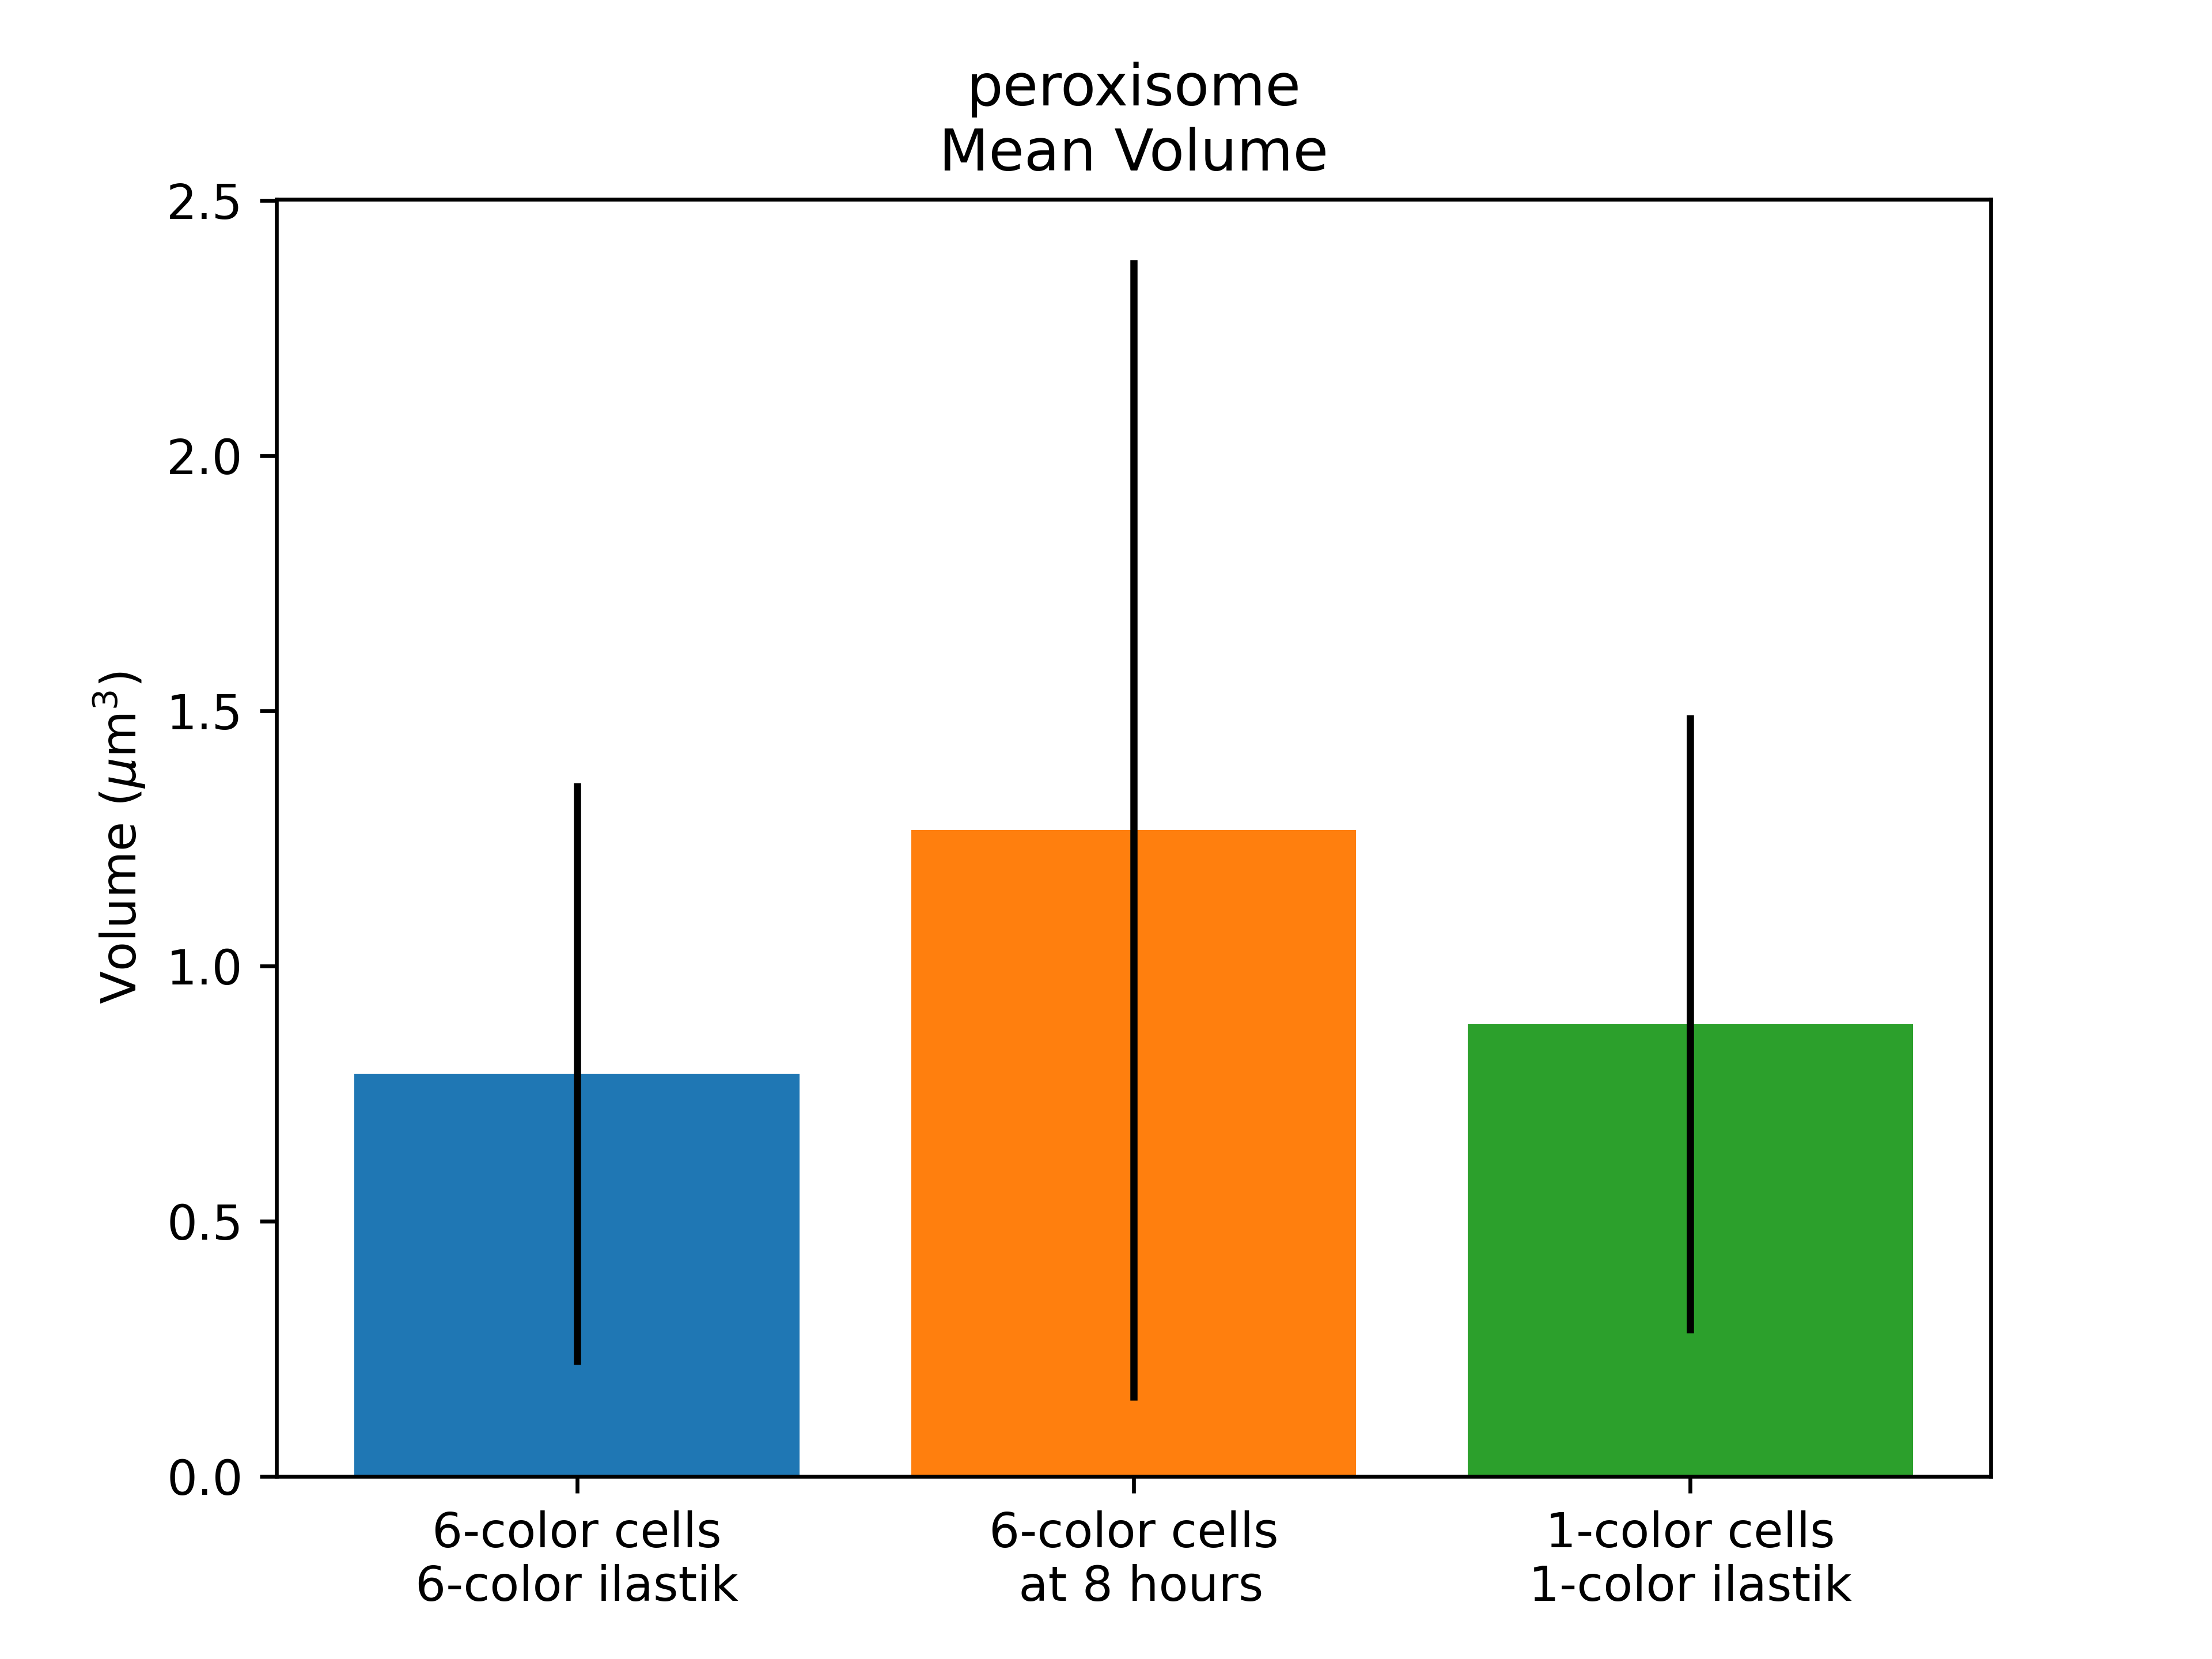 peroxisome
Mean Volume
Volume (μm³)
2.5
2.0
1.5
1.0
0.5
0.0
6-color cells
6-color ilastik
6-color cells
at 8 hours
1-color cells
1-color ilastik